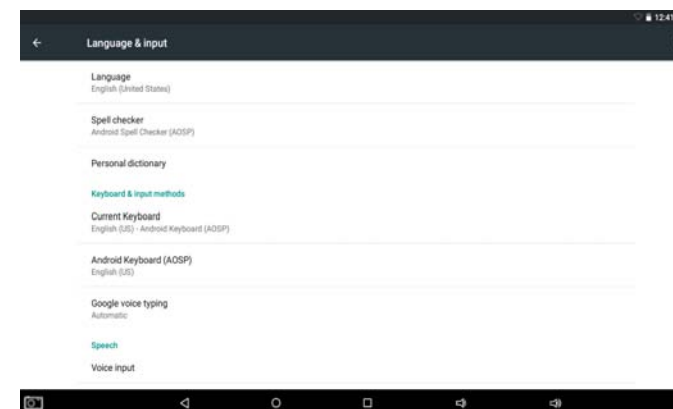 12:41
Language & input
Language
English (United States)
Spell checker
Android Spell Checker (AOSP)
Personal dictionary
Keyboard & input methods
Current Keyboard
English (US) - Android Keyboard (AOSP)
Android Keyboard (AOSP)
English (US)
Google voice typing
Automatic
Speech
Voice input